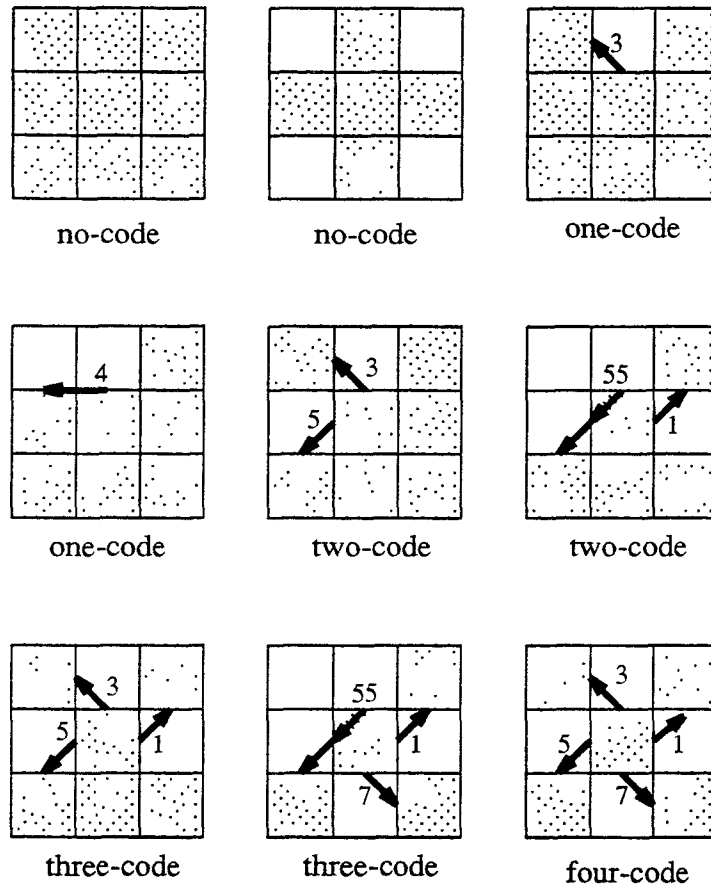 3
no-code no-code one-code
4 3 5 55 1
one-code two-code two-code
3 5 1 55 1 7 3 5 1 7
three-code three-code four-code